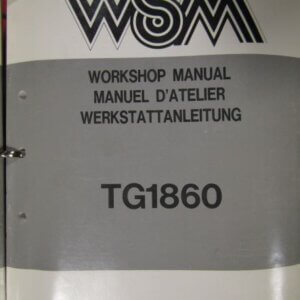 WSM
WORKSHOP MANUAL
MANUEL D'ATELIER
WERKSTATTANLEITUNG
TG1860